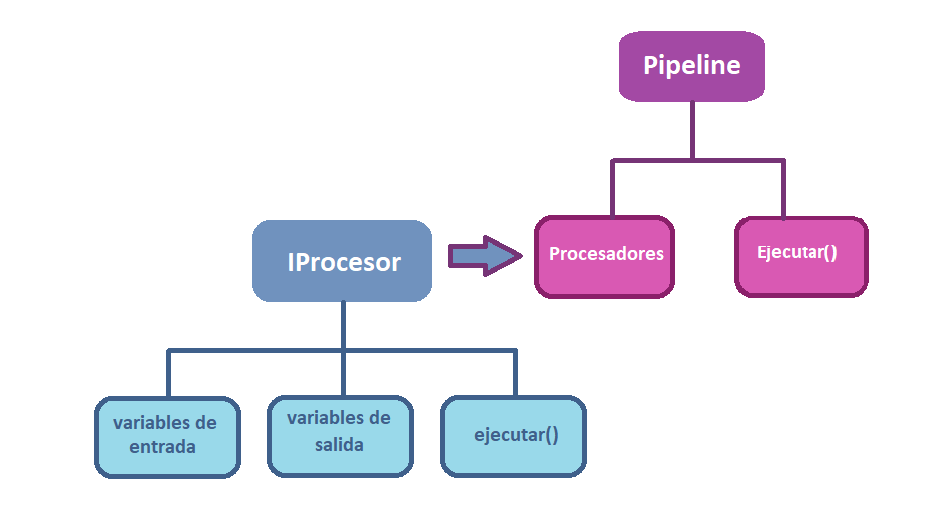 Pipeline
Procesadores
Ejecutar()
IProcesor
variables de
entrada
variables de
salida
ejecutar()